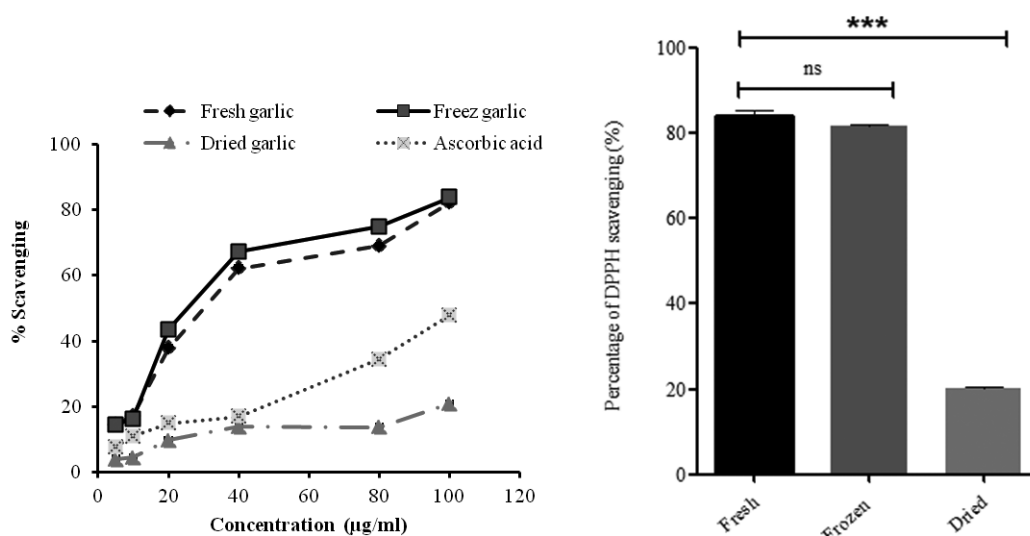 Fresh garlic
Freez garlic
Dried garlic
Ascorbic acid
100
80
60
40
20
0
% Scavenging
0 20 40 60 80 100 120
Concentration (µg/ml)
***
ns
100
80
60
40
20
0
Percentage of DPPH scavenging (%)
Fresh
Frozen
Dried